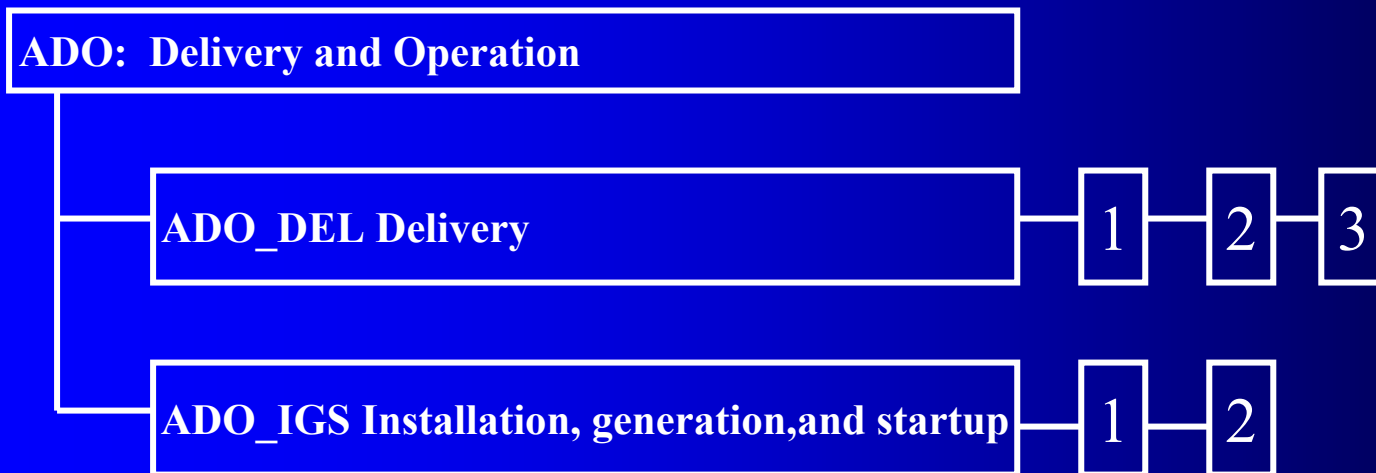 ADO: Delivery and Operation
ADO_DEL Delivery 1 2 3
ADO_IGS Installation, generation,and startup 1 2